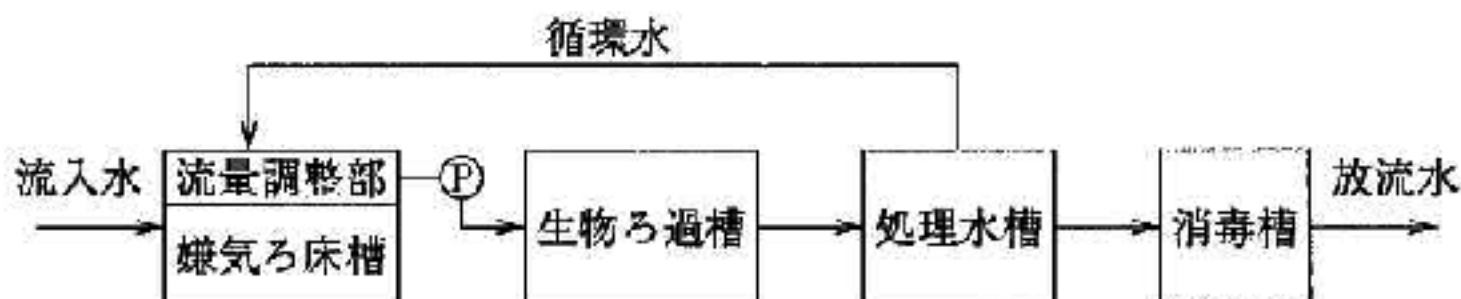 循環水
流入水
流量調整部
嫌気ろ床槽
P
生物ろ過槽
処理水槽
消毒槽
放流水